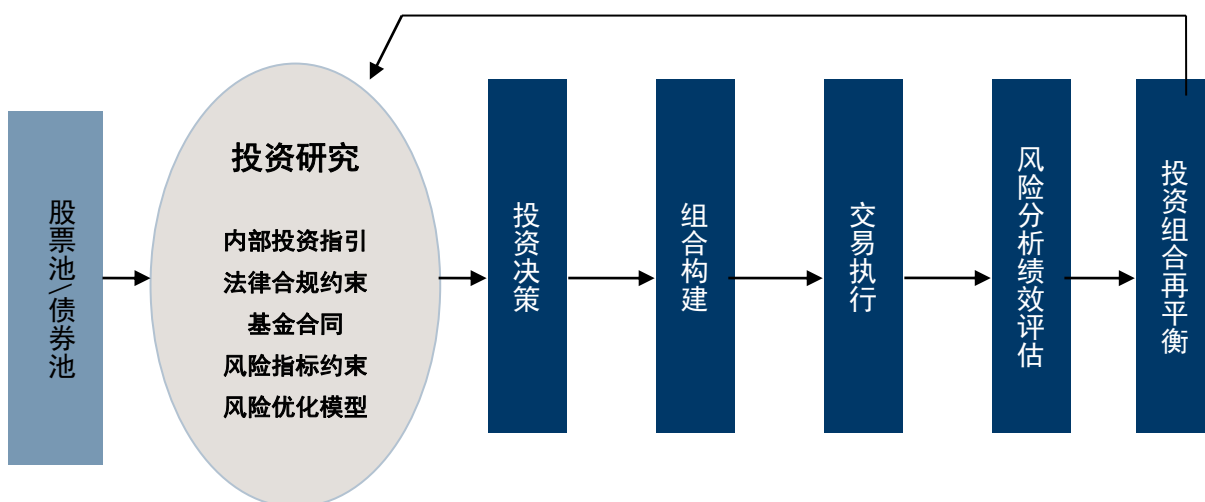 股票池/债券池
投资研究
内部投资指引
法律合规约束
基金合同
风险指标约束
风险优化模型
投资决策
组合构建
交易执行
风险分析绩效评估
投资组合再平衡